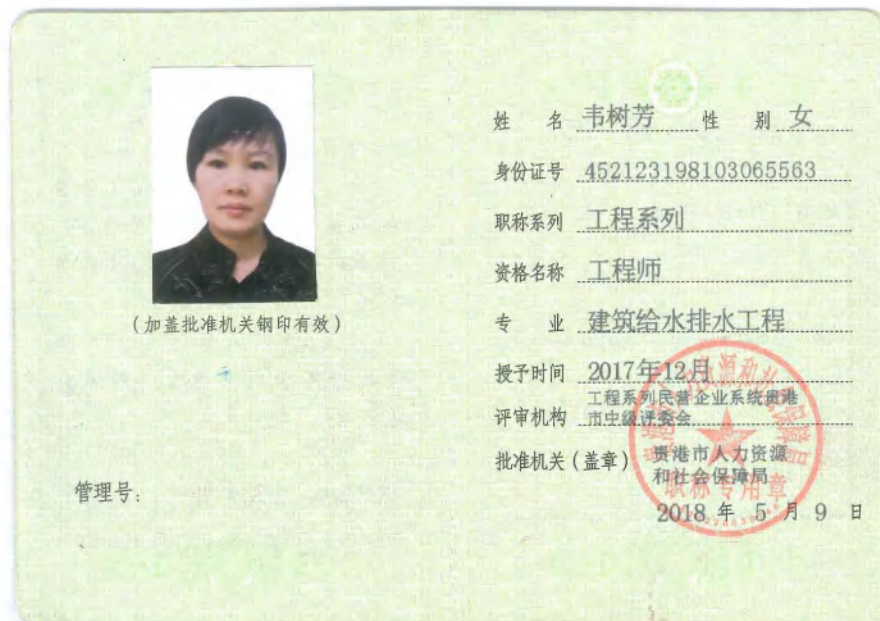 (加盖批准机关钢印有效)
管理号:
姓 名 韦树芳 性 别 女
身份证号 452123198103065563
职称系列 工程系列
资格名称 工程师
专 业 建筑给水排水工程
授予时间 2017年12月
评审机构 工程系列民营企业系统贵港
市中级评委会
批准机关(盖章) 贵港市人力资源
和社会保障局
职称专用章
2018 年 5 月 9 日